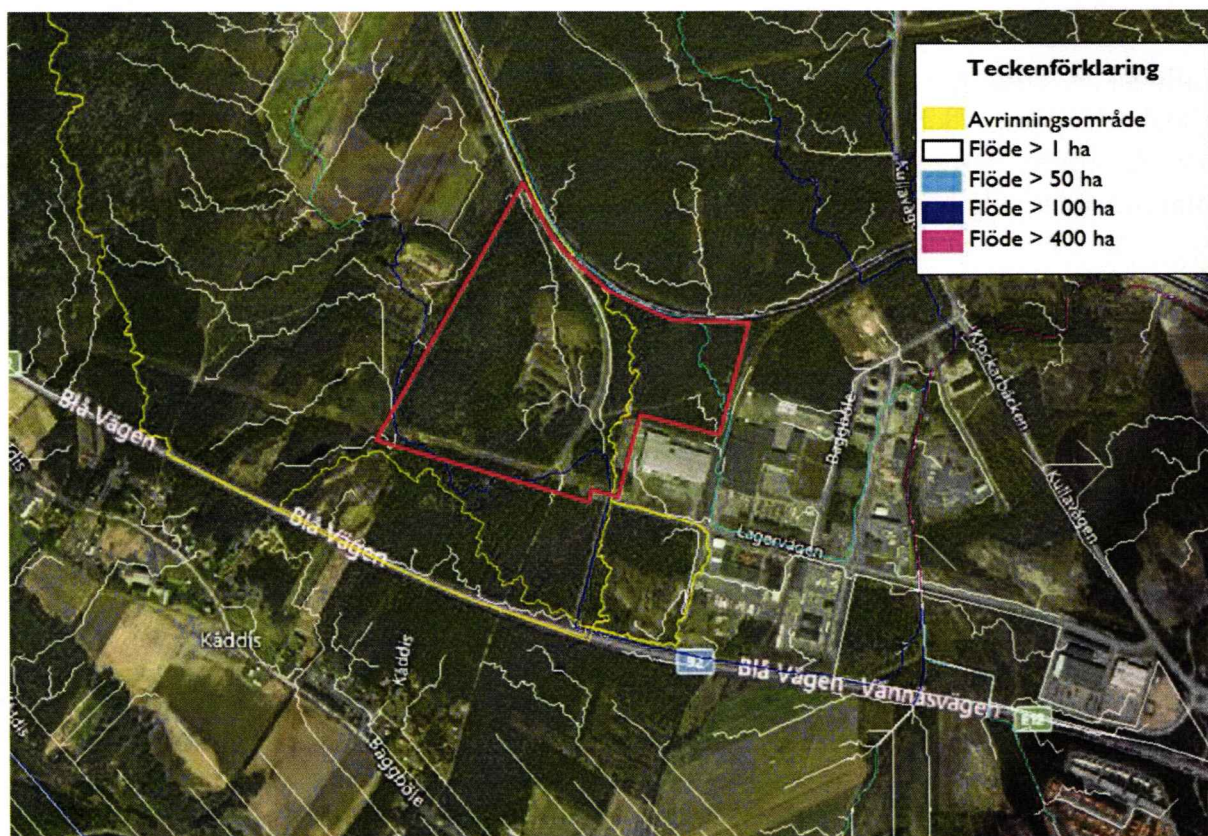 Teckenförklaring
Avrinningsområde
Flöde > 1 ha
Flöde > 50 ha
Flöde > 100 ha
Flöde > 400 ha
Kullavägen
Klockarbäcken
Kullavägen
Baggböle
Lagervägen
Blå Vägen
Blå Vägen
Kåddis
Kåddis
Baggböle
92
Blå Vägen - Vännäsvägen
E12